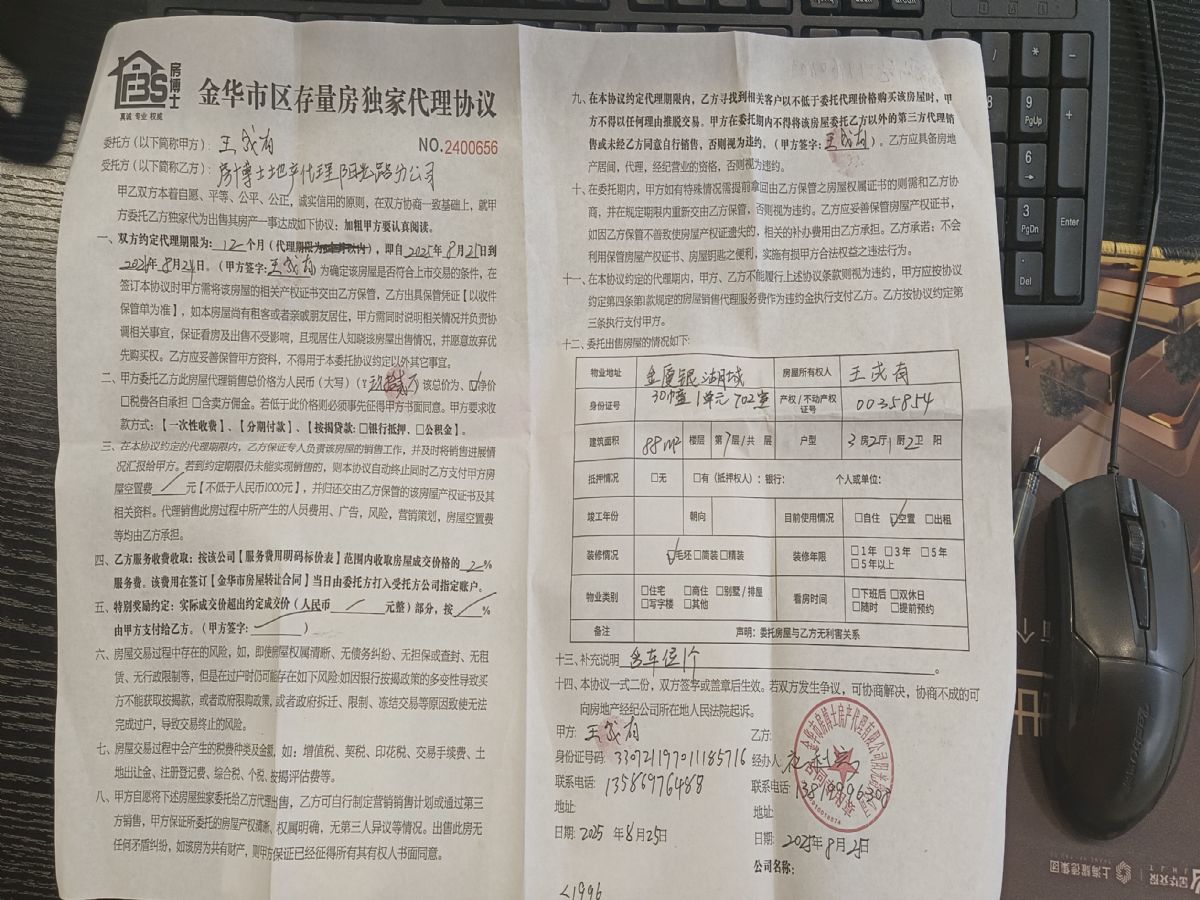 FBS
房博士
真诚 专业 权威
金华市区存量房独家代理协议
委托方（以下简称甲方）：王成有
NO.2400656
受托方（以下简称乙方）：房博士地产代理阳光路分公司
甲乙双方本着自愿、平等、公平、公正，诚实信用的原则，在双方协商一致基础上，就甲
方委托乙方独家代为出售其房产一事达成如下协议：加粗甲方要认真阅读。
一、双方约定代理期限为：12个月（代理期限为 ），即自2025年8月25日到
年8月24日。（甲方签字：王成有）为确定该房屋是否符合上市交易的条件，在
签订本协议时甲方需将该房屋的相关产权证书交由乙方保管，乙方出具保管凭证【以收件
保管单为准】，如本房屋尚有租客或者亲戚朋友居住，甲方需同时说明相关情况并负责协
调相关事宜，保证看房及出售不受影响，且现居住人知晓该房屋出售情况，并愿意放弃优
先购买权。乙方应妥善保管甲方资料，不得用于本委托协议约定以外其它事宜。
二、甲方委托乙方此房屋代理销售总价格为人民币（大写）（¥ ）该总价为、☑净价
□税费各自承担 □含卖方佣金。若低于此价格则必须事先征得甲方书面同意。甲方要求收
款方式：【一次性收费】、【分期付款】、【按揭贷款：□银行抵押、□公积金】。
三、在本协议约定的代理期限内，乙方保证专人负责该房屋的销售工作，并及时将销售进展情
况汇报给甲方。若到约定期限仍未能实现销售的，则本协议自动终止同时乙方支付甲方房
屋空置费 / 元【不低于人民币1000元】，并归还交由乙方保管的该房屋产权证书及其
相关资料。代理销售此房过程中所产生的人员费用、广告，风险，营销策划，房屋空置费
等均由乙方承担。
四、乙方服务收费收取：按该公司【服务费用明码标价表】范围内收取房屋成交价格的 2 %
服务费。该费用在签订【金华市房屋转让合同】当日由委托方打入受托方公司指定账户。
五、特别奖励约定：实际成交价超出约定成交价（人民币 / 元整）部分，按 / %
由甲方支付给乙方。（甲方签字： ）
六、房屋交易过程中存在的风险，如，即使房屋权属清晰、无债务纠纷、无担保或查封、无租
赁、无行政限制等，但是在过户时仍可能存在如下风险:如因银行按揭政策的多变性导致买
方不能获取按揭款，或者政府限购政策，或者政府拆迁、限制、冻结交易等原因致使无法
完成过户，导致交易终止的风险。
七、房屋交易过程中会产生的税费种类及金额，如：增值税、契税、印花税、交易手续费、土
地出让金、注册登记费、综合税、个税、按揭评估费等。
八、甲方自愿将下述房屋独家委托给乙方代理出售，乙方可自行制定营销销售计划或通过第三
方销售，甲方保证所委托的房屋产权清晰、权属明确，无第三人异议等情况。出售此房无
任何矛盾纠纷，如该房为共有财产，则甲方保证已经征得所有其有权人书面同意。
九、在本协议约定代理期限内，乙方寻找到相关客户以不低于委托代理价格购买该房屋时，甲
方不得以任何理由推脱交易。甲方在委托期内不得将该房屋委托乙方以外的第三方代理销
售或未经乙方同意自行销售，否则视为违约。（甲方签字：王成有）。乙方应具备房地
产居间，代理，经纪营业的资格，否则视为违约。
十、在委托期内，甲方如有特殊情况需提前拿回由乙方保管之房屋权属证书的则需和乙方协
商，并在规定期限内重新交由乙方保管，否则视为违约。乙方应妥善保管房屋产权证书，
如因乙方保管不善致使房屋产权证遗失的，相关的补办费用由乙方承担。乙方承诺：不会
利用保管房屋产权证书、房屋钥匙之便利，实施有损甲方合法权益之违法行为。
十一、在本协议约定的代理期内，甲方、乙方不能履行上述协议条款则视为违约，甲方应按协议
约定第四条第1款规定的房屋销售代理服务费作为违约金执行支付乙方。乙方按协议约定第
三条执行支付甲方。
十二、委托出售房屋的情况如下:
物业地址 金厦银湖城 房屋所有权人 王成有
30幢1单元702室
身份证号 产权/不动产权证号 0035854
建筑面积 88m² 楼层 第7层/共 层 户型 3房2厅1厨2卫 阳
抵押情况 □无 □有（抵押权人）：银行： 个人或单位：
竣工年份 朝向 目前使用情况 □自住 ☑空置 □出租
装修情况 ☑毛坯□简装□精装 装修年限 □1年 □3年 □5年
□5年以上
物业类别 □住宅 □商住 □别墅/排屋 看房时间 □下班后 □双休日
□写字楼 □其他 □随时 □提前预约
备注 声明：委托房屋与乙方无利害关系
十三、补充说明 含车位1个。
十四、本协议一式二份，双方签字或盖章后生效。若双方发生争议，可协商解决，协商不成的可
向房地产经纪公司所在地人民法院起诉。
甲方：王成有 乙方：
身份证号码：330721197011185716 经办人：
联系电话：13586976488 联系电话：
地址： 地址：
日期：2025年8月25日 日期：2025年8月25日
公司名称：
上海建德集团